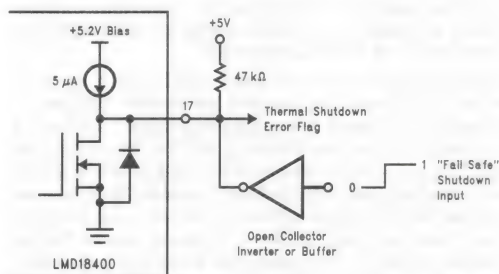 +5.2V Bias
5 µA
LMD18400
17
+5V
47 kΩ
Thermal Shutdown
Error Flag
0
1 "Fail Safe"
Shutdown
Input
Open Collector
Inverter or Buffer